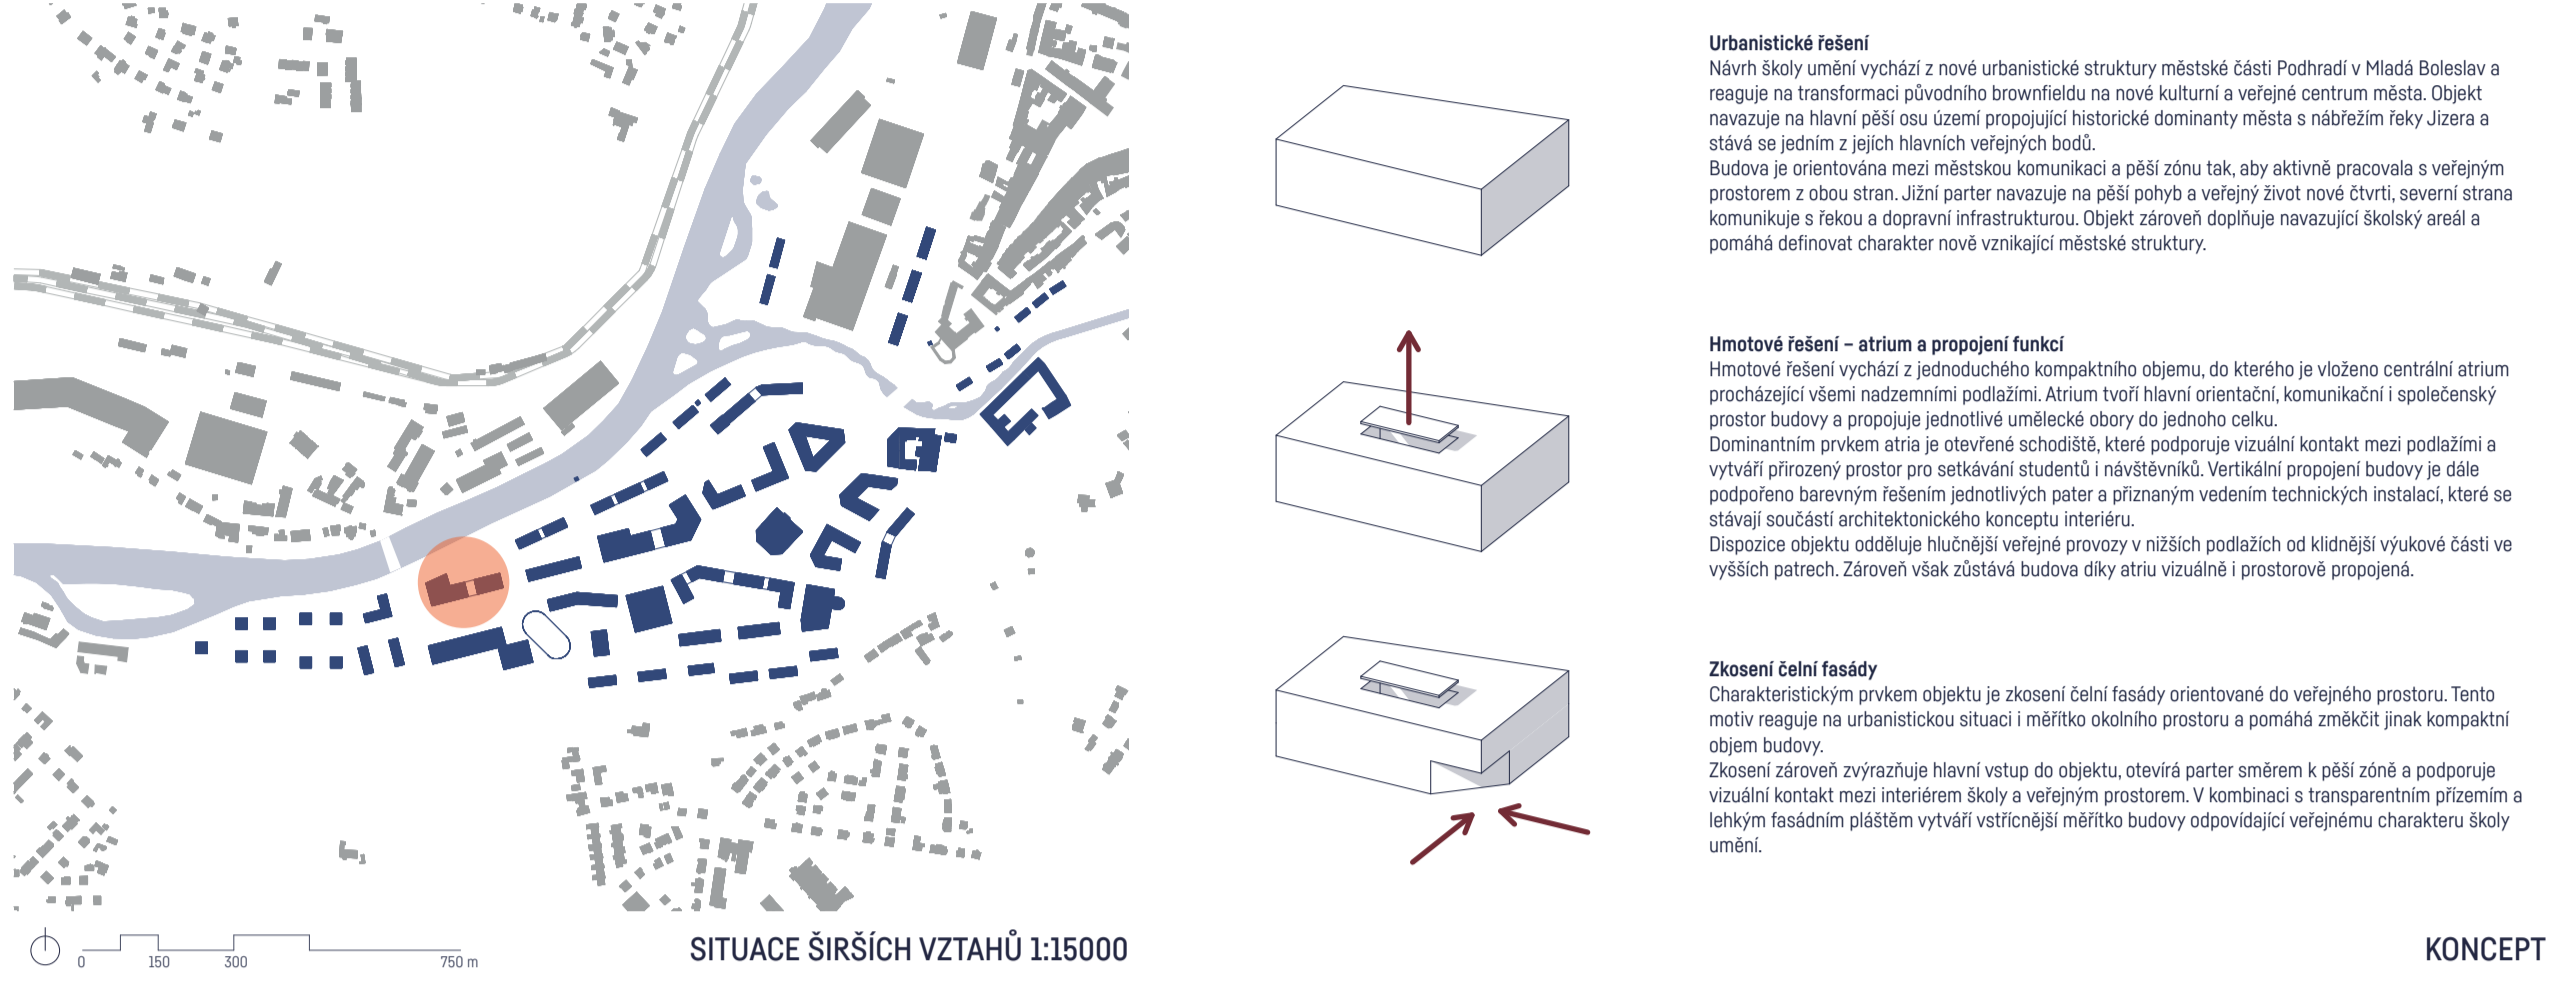 Urbanistické řešení
Návrh školy umění vychází z nové urbanistické struktury městské části Podhradí v Mladá Boleslav a
reaguje na transformaci původního brownfieldu na nové kulturní a veřejné centrum města. Objekt
navazuje na hlavní pěší osu území propojující historické dominanty města s nábřežím řeky Jizera a
stává se jedním z jejích hlavních veřejných bodů.
Budova je orientována mezi městskou komunikaci a pěší zónu tak, aby aktivně pracovala s veřejným
prostorem z obou stran. Jižní parter navazuje na pěší pohyb a veřejný život nové čtvrti, severní strana
komunikuje s řekou a dopravní infrastrukturou. Objekt zároveň doplňuje navazující školský areál a
pomáhá definovat charakter nově vznikající městské struktury.
Hmotové řešení – atrium a propojení funkcí
Hmotové řešení vychází z jednoduchého kompaktního objemu, do kterého je vloženo centrální atrium
procházející všemi nadzemními podlažími. Atrium tvoří hlavní orientační, komunikační i společenský
prostor budovy a propojuje jednotlivé umělecké obory do jednoho celku.
Dominantním prvkem atria je otevřené schodiště, které podporuje vizuální kontakt mezi podlažími a
vytváří přirozený prostor pro setkávání studentů i návštěvníků. Vertikální propojení budovy je dále
podpořeno barevným řešením jednotlivých pater a přiznaným vedením technických instalací, které se
stávají součástí architektonického konceptu interiéru.
Dispozice objektu odděluje hlučnější veřejné provozy v nižších podlažích od klidnější výukové části ve
vyšších patrech. Zároveň však zůstává budova díky atriu vizuálně i prostorově propojená.
Zkosení čelní fasády
Charakteristickým prvkem objektu je zkosení čelní fasády orientované do veřejného prostoru. Tento
motiv reaguje na urbanistickou situaci i měřítko okolního prostoru a pomáhá změkčit jinak kompaktní
objem budovy.
Zkosení zároveň zvýrazňuje hlavní vstup do objektu, otevírá parter směrem k pěší zóně a podporuje
vizuální kontakt mezi interiérem školy a veřejným prostorem. V kombinaci s transparentním přízemím a
lehkým fasádním pláštěm vytváří vstřícnější měřítko budovy odpovídající veřejnému charakteru školy
umění.
0 150 300 750 m
SITUACE ŠIRŠÍCH VZTAHŮ 1:15000
KONCEPT